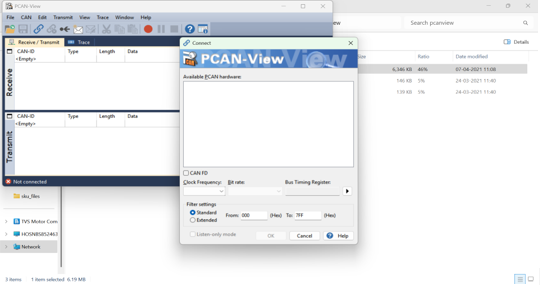 PCAN-View
File CAN Edit Transmit View Trace Window Help
Receive / Transmit Trace
CAN-ID Type Length Data
<Empty>
Receive
CAN-ID Type Length Data
<Empty>
Transmit
Not connected
Connect
PCAN-View
Available PCAN hardware:
CAN FD
Clock Frequency: Bit rate: Bus Timing Register:
Filter settings
Standard From: 000 (Hex) To: 7FF (Hex)
Extended
Listen-only mode
OK Cancel Help
Search pcanview
Details
Ratio Date modified
6,346 KB 46% 07-04-2021 11:08
146 KB 5% 24-03-2021 11:40
139 KB 5% 24-03-2021 11:40
TVS Motor Com
Network
3 items 1 item selected 6.19 MB